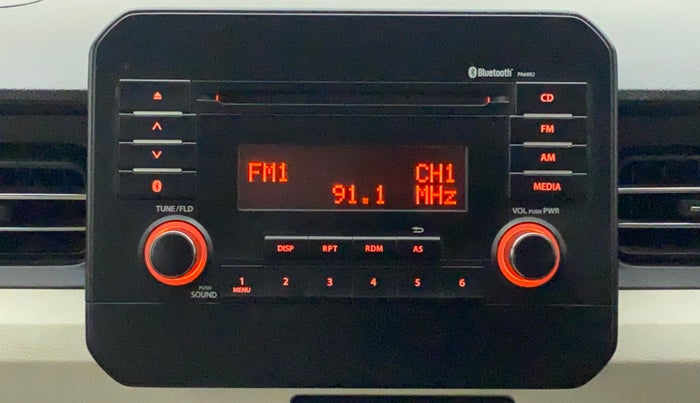 Bluetooth PA66R2
CD
FM
AM
MEDIA
FM1 CH1
91.1 MHz
TUNE/FLD
VOL PUSH PWR
DISP RPT RDM AS
PUSH
SOUND
1 2 3 4 5 6
MENU